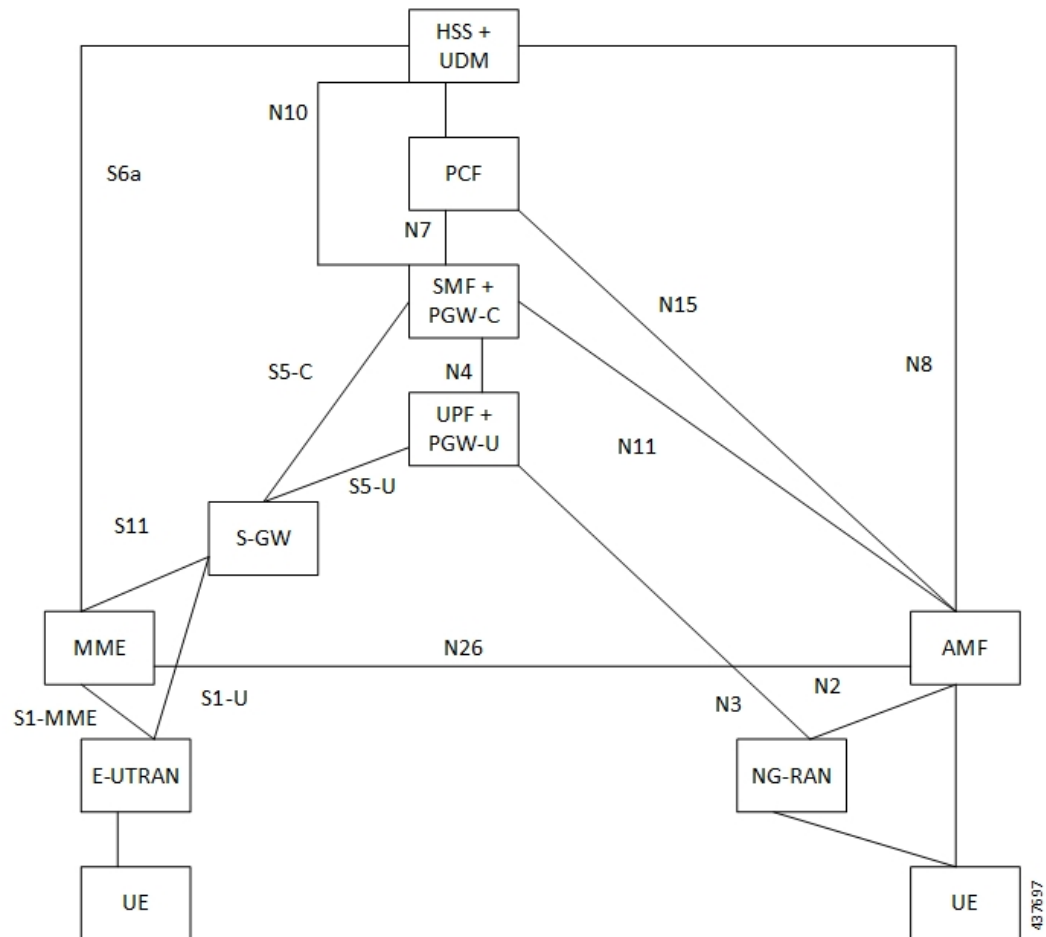 HSS +
UDM
N10
S6a
PCF
N7
SMF +
PGW-C
N15
N8
S5-C
N4
UPF +
PGW-U
N11
S5-U
S11
S-GW
MME
N26
AMF
S1-MME
S1-U
N3
N2
E-UTRAN
NG-RAN
UE
UE
437697